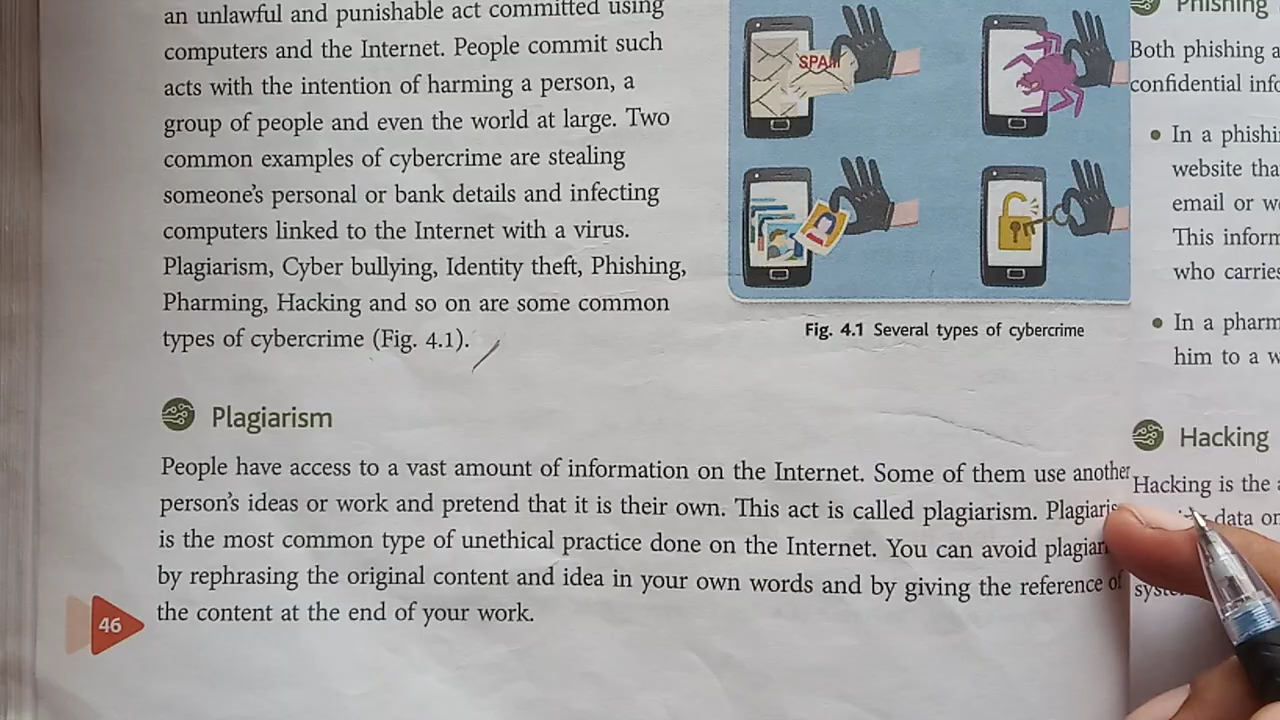 an unlawful and punishable act committed using
computers and the Internet. People commit such
acts with the intention of harming a person, a
group of people and even the world at large. Two
common examples of cybercrime are stealing
someone's personal or bank details and infecting
computers linked to the Internet with a virus.
Plagiarism, Cyber bullying, Identity theft, Phishing,
Pharming, Hacking and so on are some common
types of cybercrime (Fig. 4.1).
SPAM
Fig. 4.1 Several types of cybercrime
Plagiarism
People have access to a vast amount of information on the Internet. Some of them use another
person's ideas or work and pretend that it is their own. This act is called plagiarism. Plagiaris
is the most common type of unethical practice done on the Internet. You can avoid plagiar
by rephrasing the original content and idea in your own words and by giving the reference of
the content at the end of your work.
46
Phishing
Both phishing a
confidential info
In a phishi
website tha
email or we
This inform
who carries
In a pharm
him to a w
Hacking
Hacking is the a
data or
syste